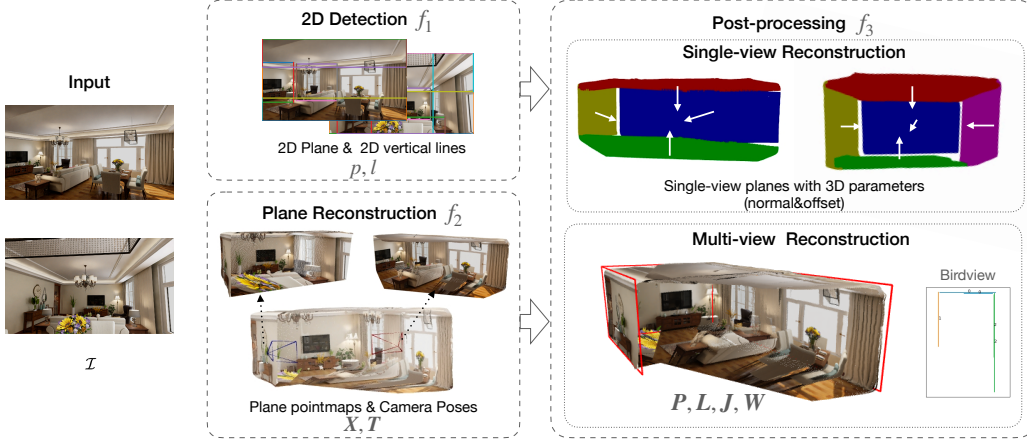 Input
𝓘
2D Detection f₁
2D Plane & 2D vertical lines
p, l
Plane Reconstruction f₂
Plane pointmaps & Camera Poses
X, T
Post-processing f₃
Single-view Reconstruction
Single-view planes with 3D parameters
(normal&offset)
Multi-view Reconstruction
Birdview
P, L, J, W